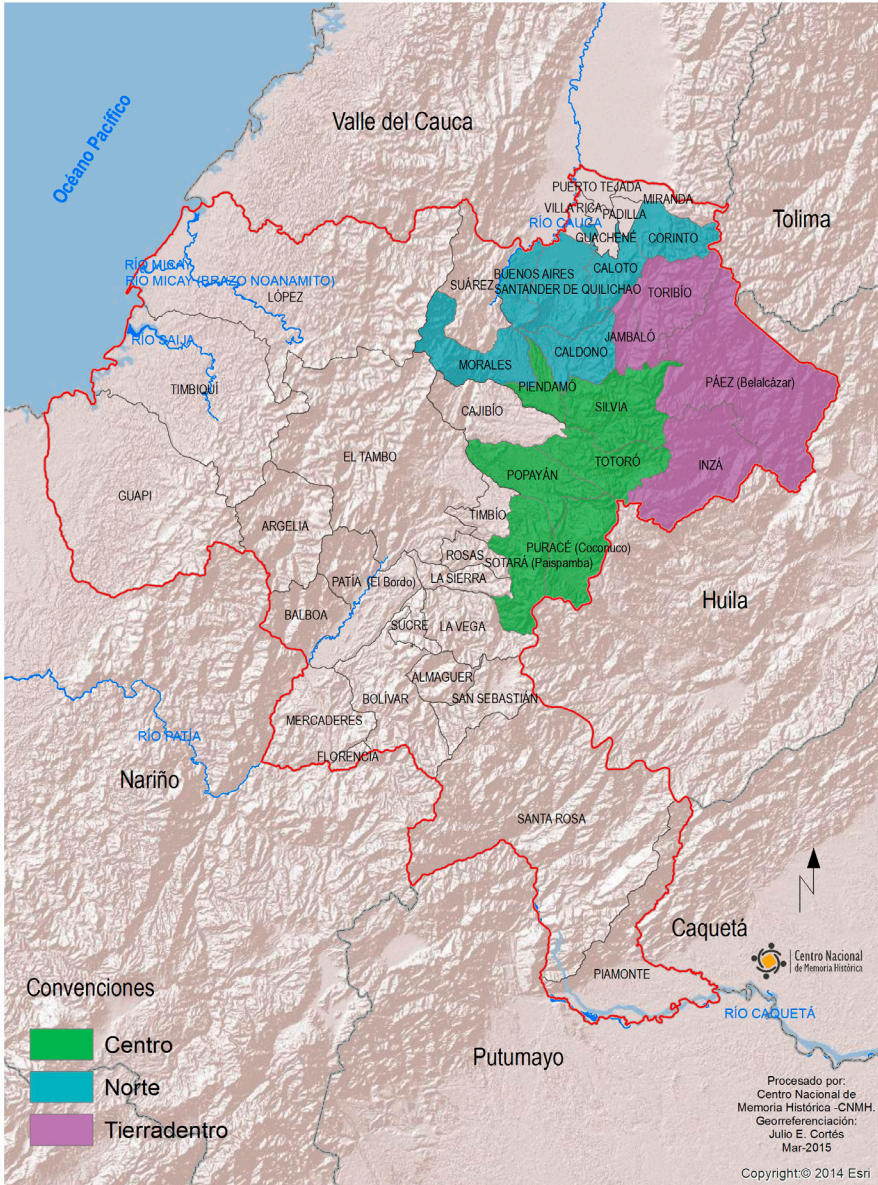 Océano Pacífico
Valle del Cauca
Tolima
PUERTO TEJADA
MIRANDA
VILLA RICA
PADILLA
RÍO CAUCA
GUACHENÉ
CORINTO
RÍO MICAY
RÍO MICAY (BRAZO NOANAMITO)
LÓPEZ
SUÁREZ
BUENOS AIRES
CALOTO
SANTANDER DE QUILICHAO
TORIBÍO
RÍO SAIJA
JAMBALÓ
CALDONO
MORALES
TIMBIQUÍ
PIENDAMÓ
PÁEZ (Belalcázar)
CAJIBÍO
SILVIA
EL TAMBO
TOTORÓ
INZÁ
POPAYÁN
GUAPI
TIMBÍO
ARGELIA
PURACÉ (Coconuco)
ROSAS
SOTARÁ (Paispamba)
PATÍA (El Bordo)
LA SIERRA
Huila
BALBOA
SUCRE
LA VEGA
ALMAGUER
BOLÍVAR
SAN SEBASTIÁN
MERCADERES
RÍO PATÍA
FLORENCIA
Nariño
SANTA ROSA
N
Caquetá
Centro Nacional
de Memoria Histórica
PIAMONTE
RÍO CAQUETÁ
Putumayo
Convenciones
Centro
Norte
Tierradentro
Procesado por:
Centro Nacional de
Memoria Histórica -CNMH.
Georreferenciación:
Julio E. Cortés
Mar-2015
Copyright:© 2014 Esri